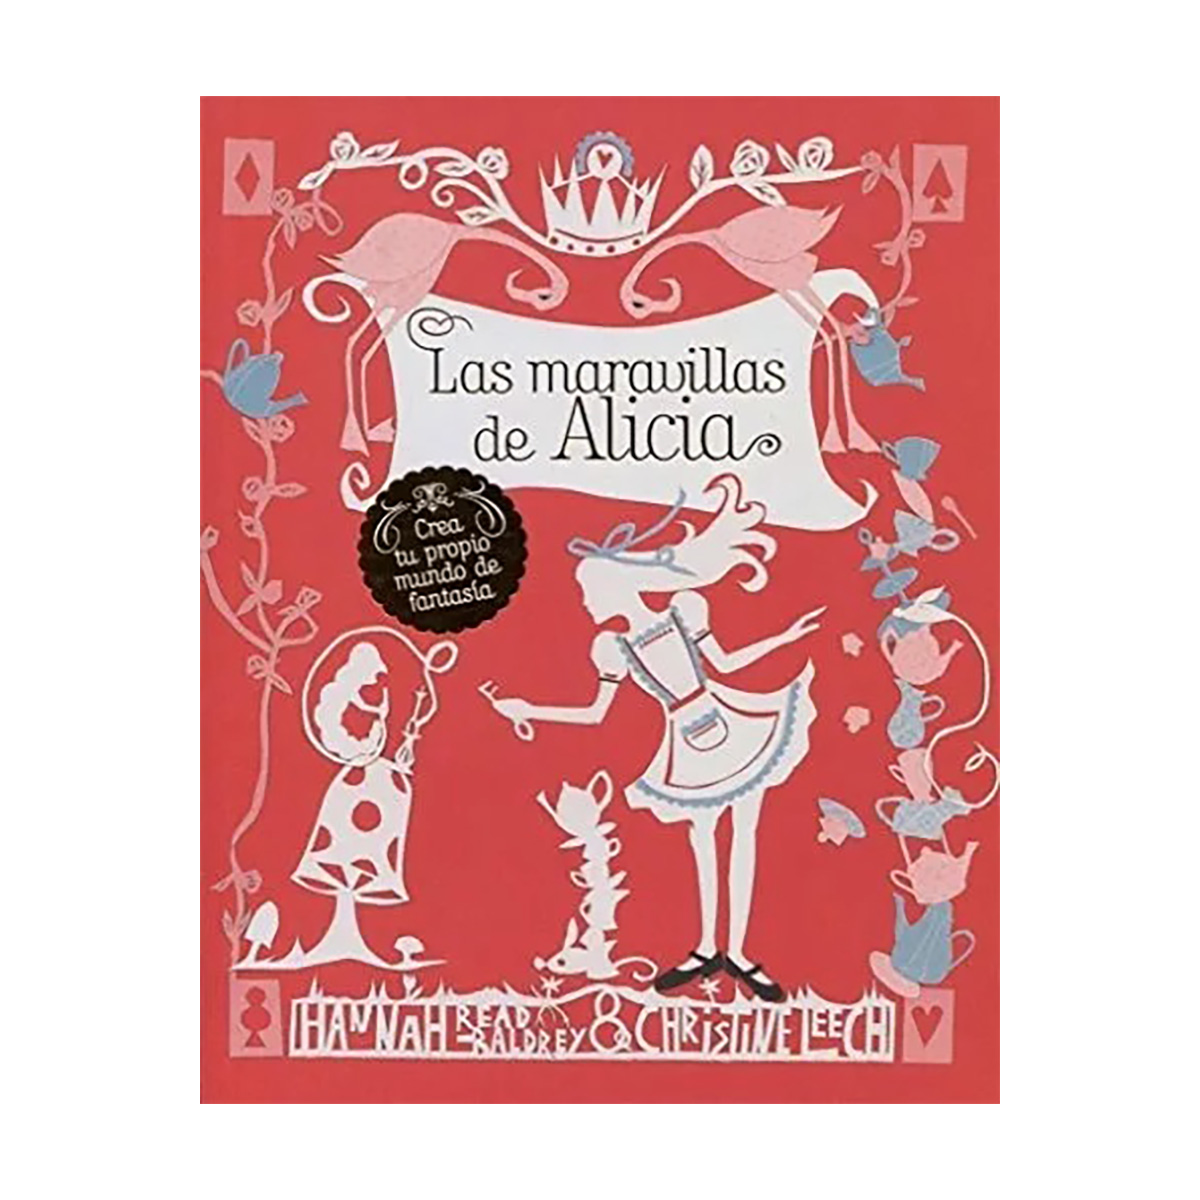 Las maravillas
de Alicia
Crea
tu propio
mundo de
fantasía
HANNAH READ
-BALDREY & CHRISTINE LEECH